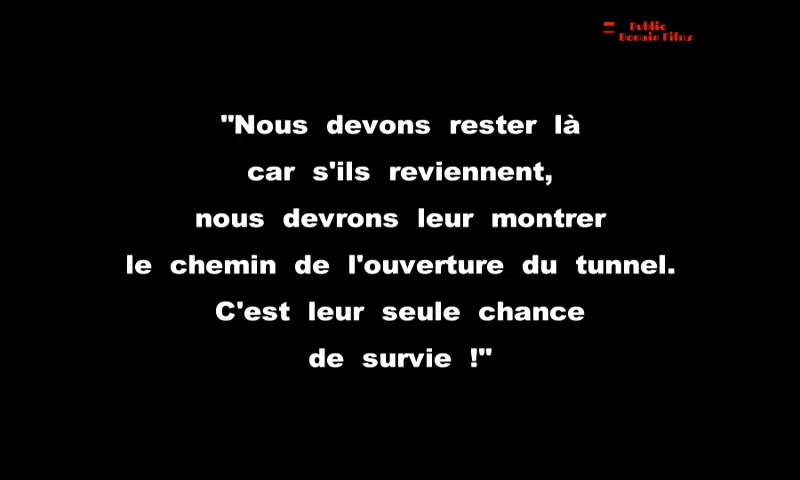 Public
Domain Films
"Nous devons rester là
car s'ils reviennent,
nous devrons leur montrer
le chemin de l'ouverture du tunnel.
C'est leur seule chance
de survie !"